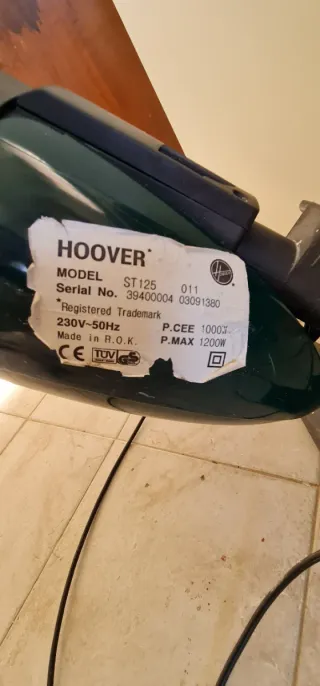 HOOVER*
Hoover
MODEL ST125 011
Serial No. 39400004 03091380
*Registered Trademark
230V~50Hz P.CEE 1000W
Made in R.O.K. P.MAX 1200W
CE TÜV GS